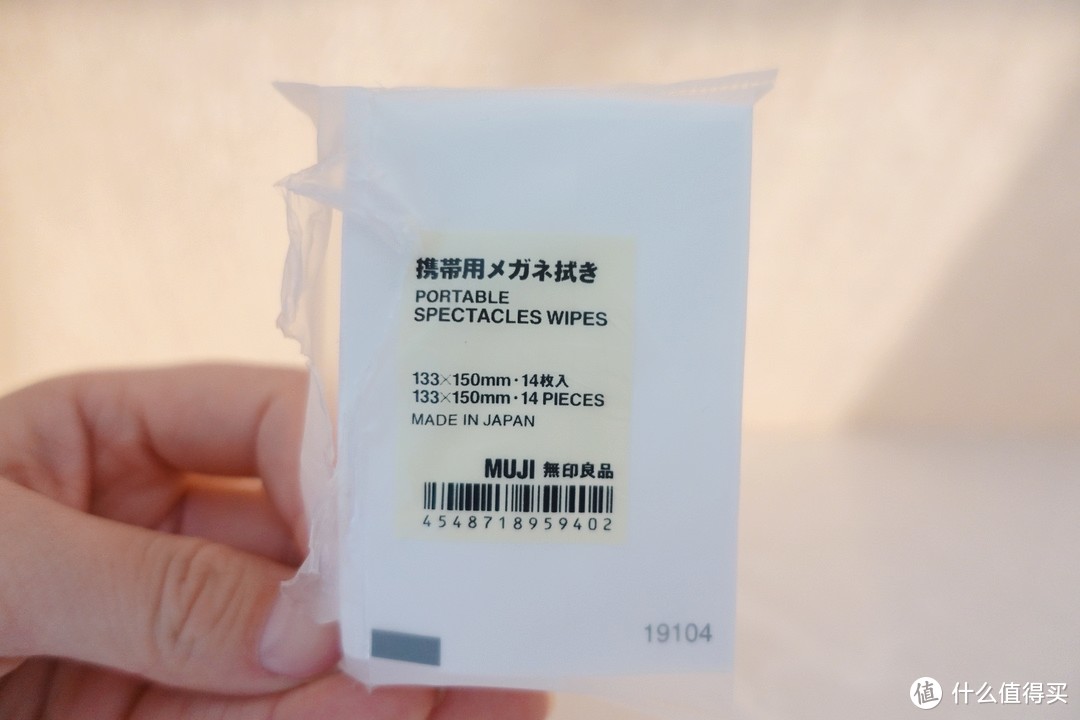 携帯用メガネ拭き
PORTABLE
SPECTACLES WIPES
133×150mm・14枚入
133×150mm・14 PIECES
MADE IN JAPAN
MUJI 無印良品
4548718959402
19104
值 什么值得买